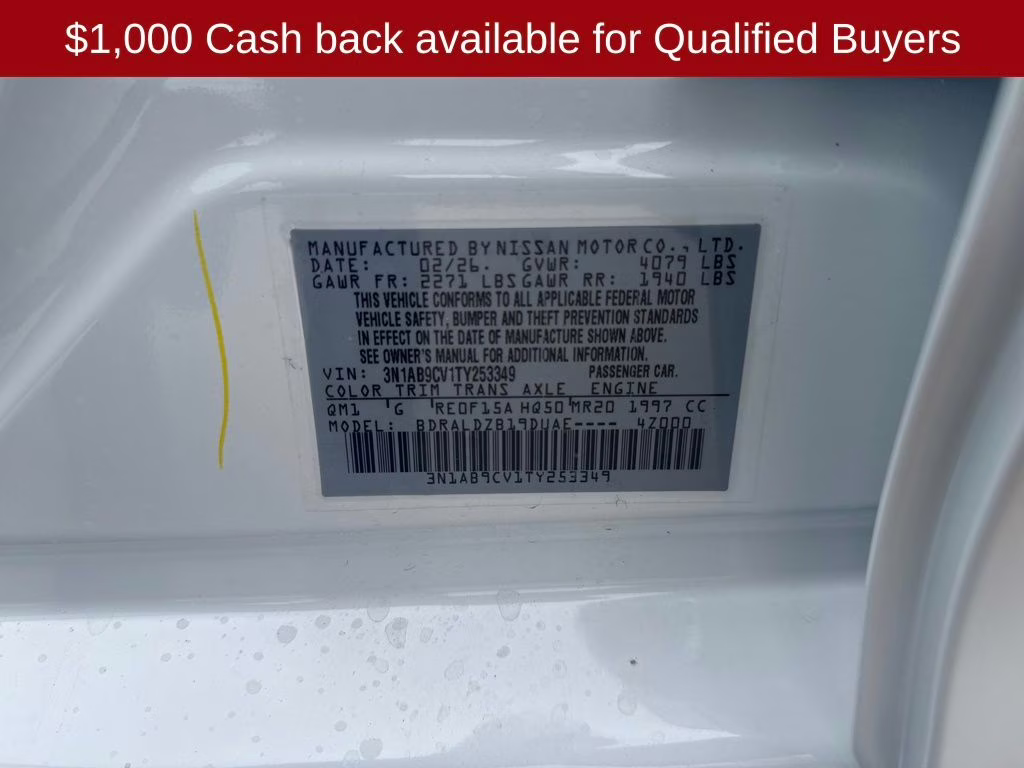 $1,000 Cash back available for Qualified Buyers
MANUFACTURED BY NISSAN MOTOR CO., LTD.
DATE: 02/26. GVWR: 4079 LBS
GAWR FR: 2271 LBS GAWR RR: 1940 LBS
THIS VEHICLE CONFORMS TO ALL APPLICABLE FEDERAL MOTOR
VEHICLE SAFETY, BUMPER AND THEFT PREVENTION STANDARDS
IN EFFECT ON THE DATE OF MANUFACTURE SHOWN ABOVE.
SEE OWNER'S MANUAL FOR ADDITIONAL INFORMATION.
VIN: 3N1AB9CV1TY253349 PASSENGER CAR.
COLOR TRIM TRANS AXLE ENGINE
QM1 G RE0F15A HQ50 MR20 1997 CC
MODEL: BDRALDZB19DUAE---- 4Z000
3N1AB9CV1TY253349